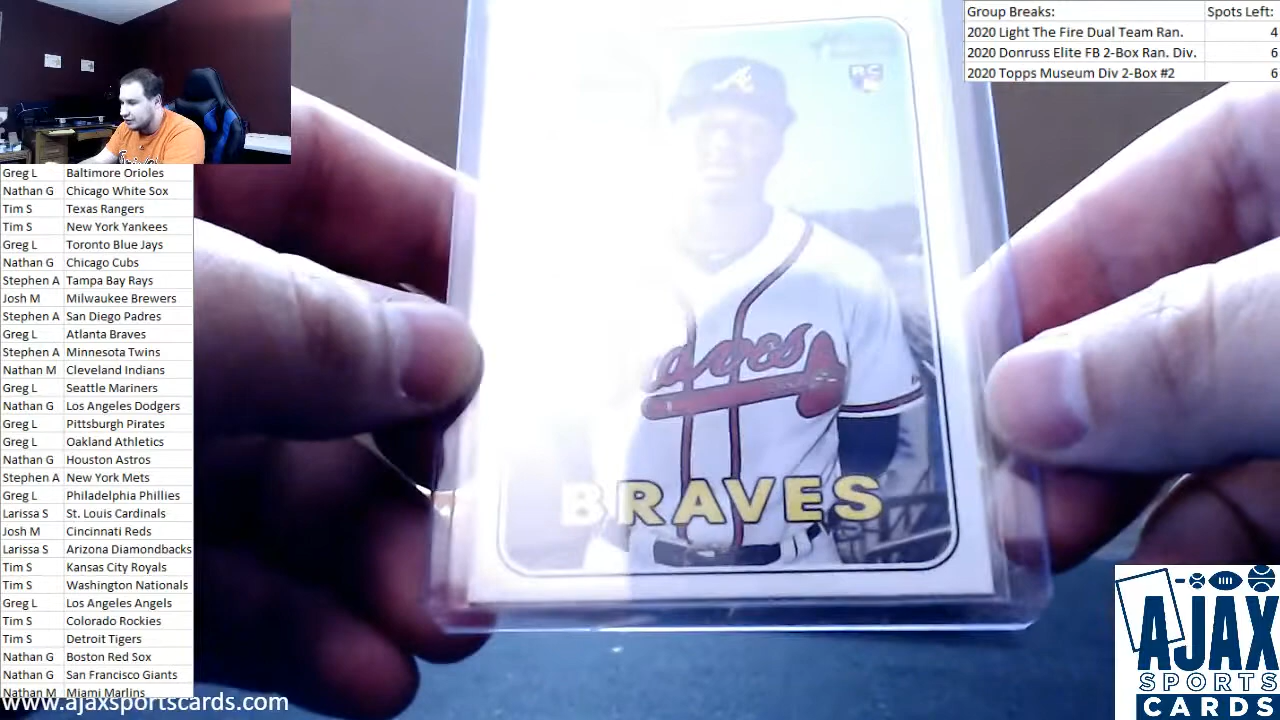 Group Breaks: Spots Left:
2020 Light The Fire Dual Team Ran. 4
2020 Donruss Elite FB 2-Box Ran. Div. 6
2020 Topps Museum Div 2-Box #2 6
Greg L Baltimore Orioles
Nathan G Chicago White Sox
Tim S Texas Rangers
Tim S New York Yankees
Greg L Toronto Blue Jays
Nathan G Chicago Cubs
Stephen A Tampa Bay Rays
Josh M Milwaukee Brewers
Stephen A San Diego Padres
Greg L Atlanta Braves
Stephen A Minnesota Twins
Nathan M Cleveland Indians
Greg L Seattle Mariners
Nathan G Los Angeles Dodgers
Greg L Pittsburgh Pirates
Greg L Oakland Athletics
Nathan G Houston Astros
Stephen A New York Mets
Greg L Philadelphia Phillies
Larissa S St. Louis Cardinals
Josh M Cincinnati Reds
Larissa S Arizona Diamondbacks
Tim S Kansas City Royals
Tim S Washington Nationals
Greg L Los Angeles Angels
Tim S Colorado Rockies
Tim S Detroit Tigers
Nathan G Boston Red Sox
Nathan G San Francisco Giants
Nathan M Miami Marlins
www.ajaxsportscards.com
A
RC
BRAVES
AJAX
SPORTS
CARDS